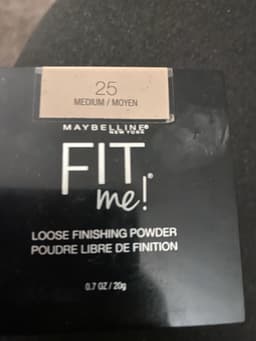 25
MEDIUM / MOYEN
MAYBELLINE®
NEW YORK
FIT
me!®
LOOSE FINISHING POWDER
POUDRE LIBRE DE FINITION
0.7 OZ / 20g